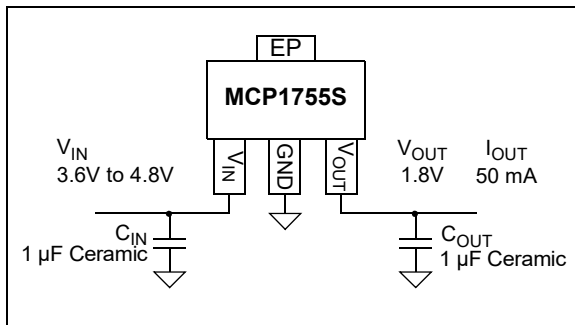 EP
MCP1755S
VIN
GND
VOUT
VIN
3.6V to 4.8V
VOUT
1.8V
IOUT
50 mA
CIN
1 µF Ceramic
COUT
1 µF Ceramic